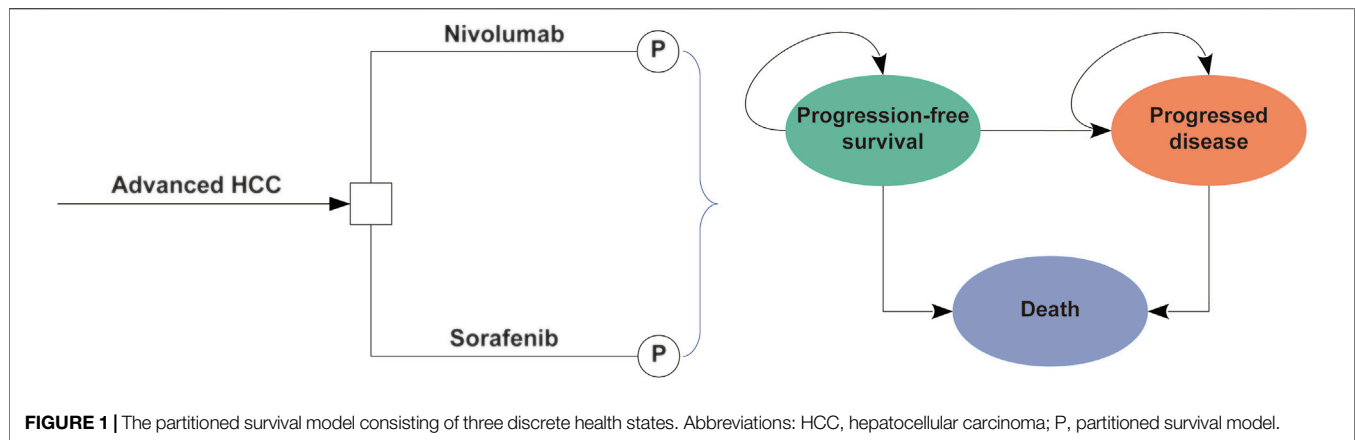 Nivolumab
P
Advanced HCC
Sorafenib
P
Progression-free
survival
Progressed
disease
Death
FIGURE 1 | The partitioned survival model consisting of three discrete health states. Abbreviations: HCC, hepatocellular carcinoma; P, partitioned survival model.